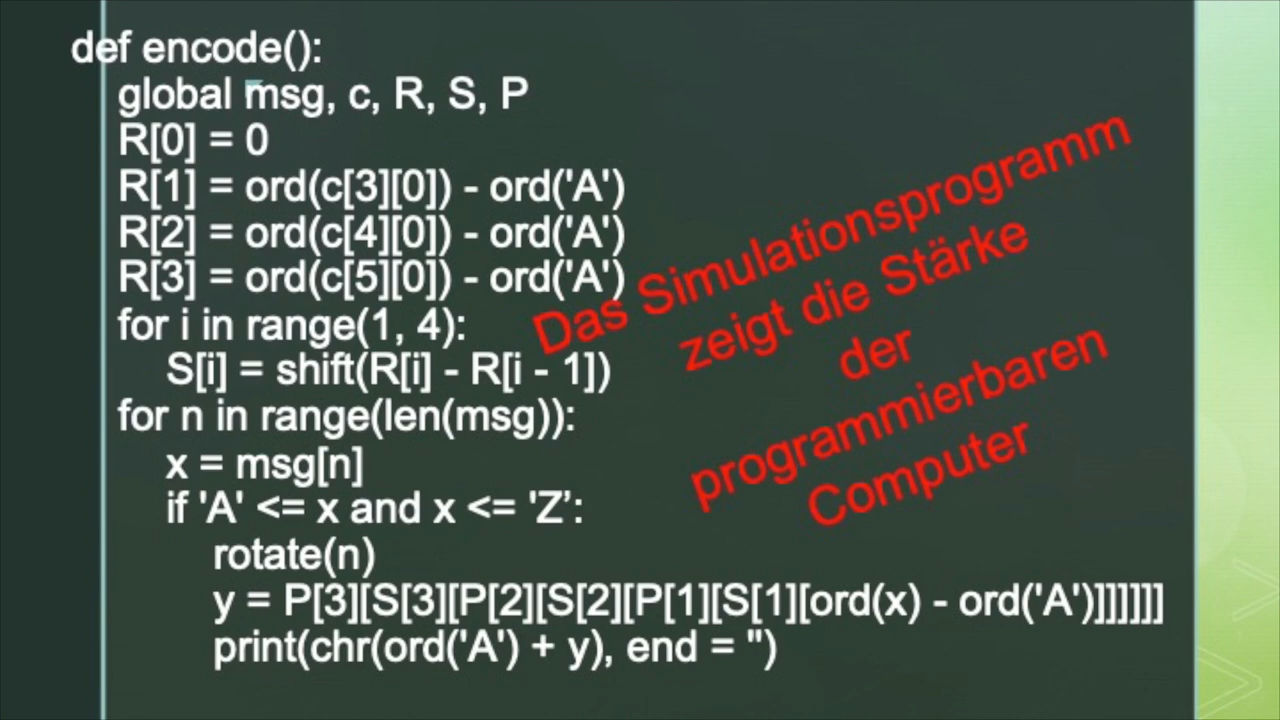 def encode():
global msg, c, R, S, P
R[0] = 0
R[1] = ord(c[3][0]) - ord('A')
R[2] = ord(c[4][0]) - ord('A')
R[3] = ord(c[5][0]) - ord('A')
for i in range(1, 4):
S[i] = shift(R[i] - R[i - 1])
for n in range(len(msg)):
x = msg[n]
if 'A' <= x and x <= 'Z’:
rotate(n)
y = P[3][S[3][P[2][S[2][P[1][S[1][ord(x) - ord('A')]]]]]]]
print(chr(ord('A') + y), end = '')
Das Simulationsprogramm
zeigt die Stärke
der
programmierbaren
Computer